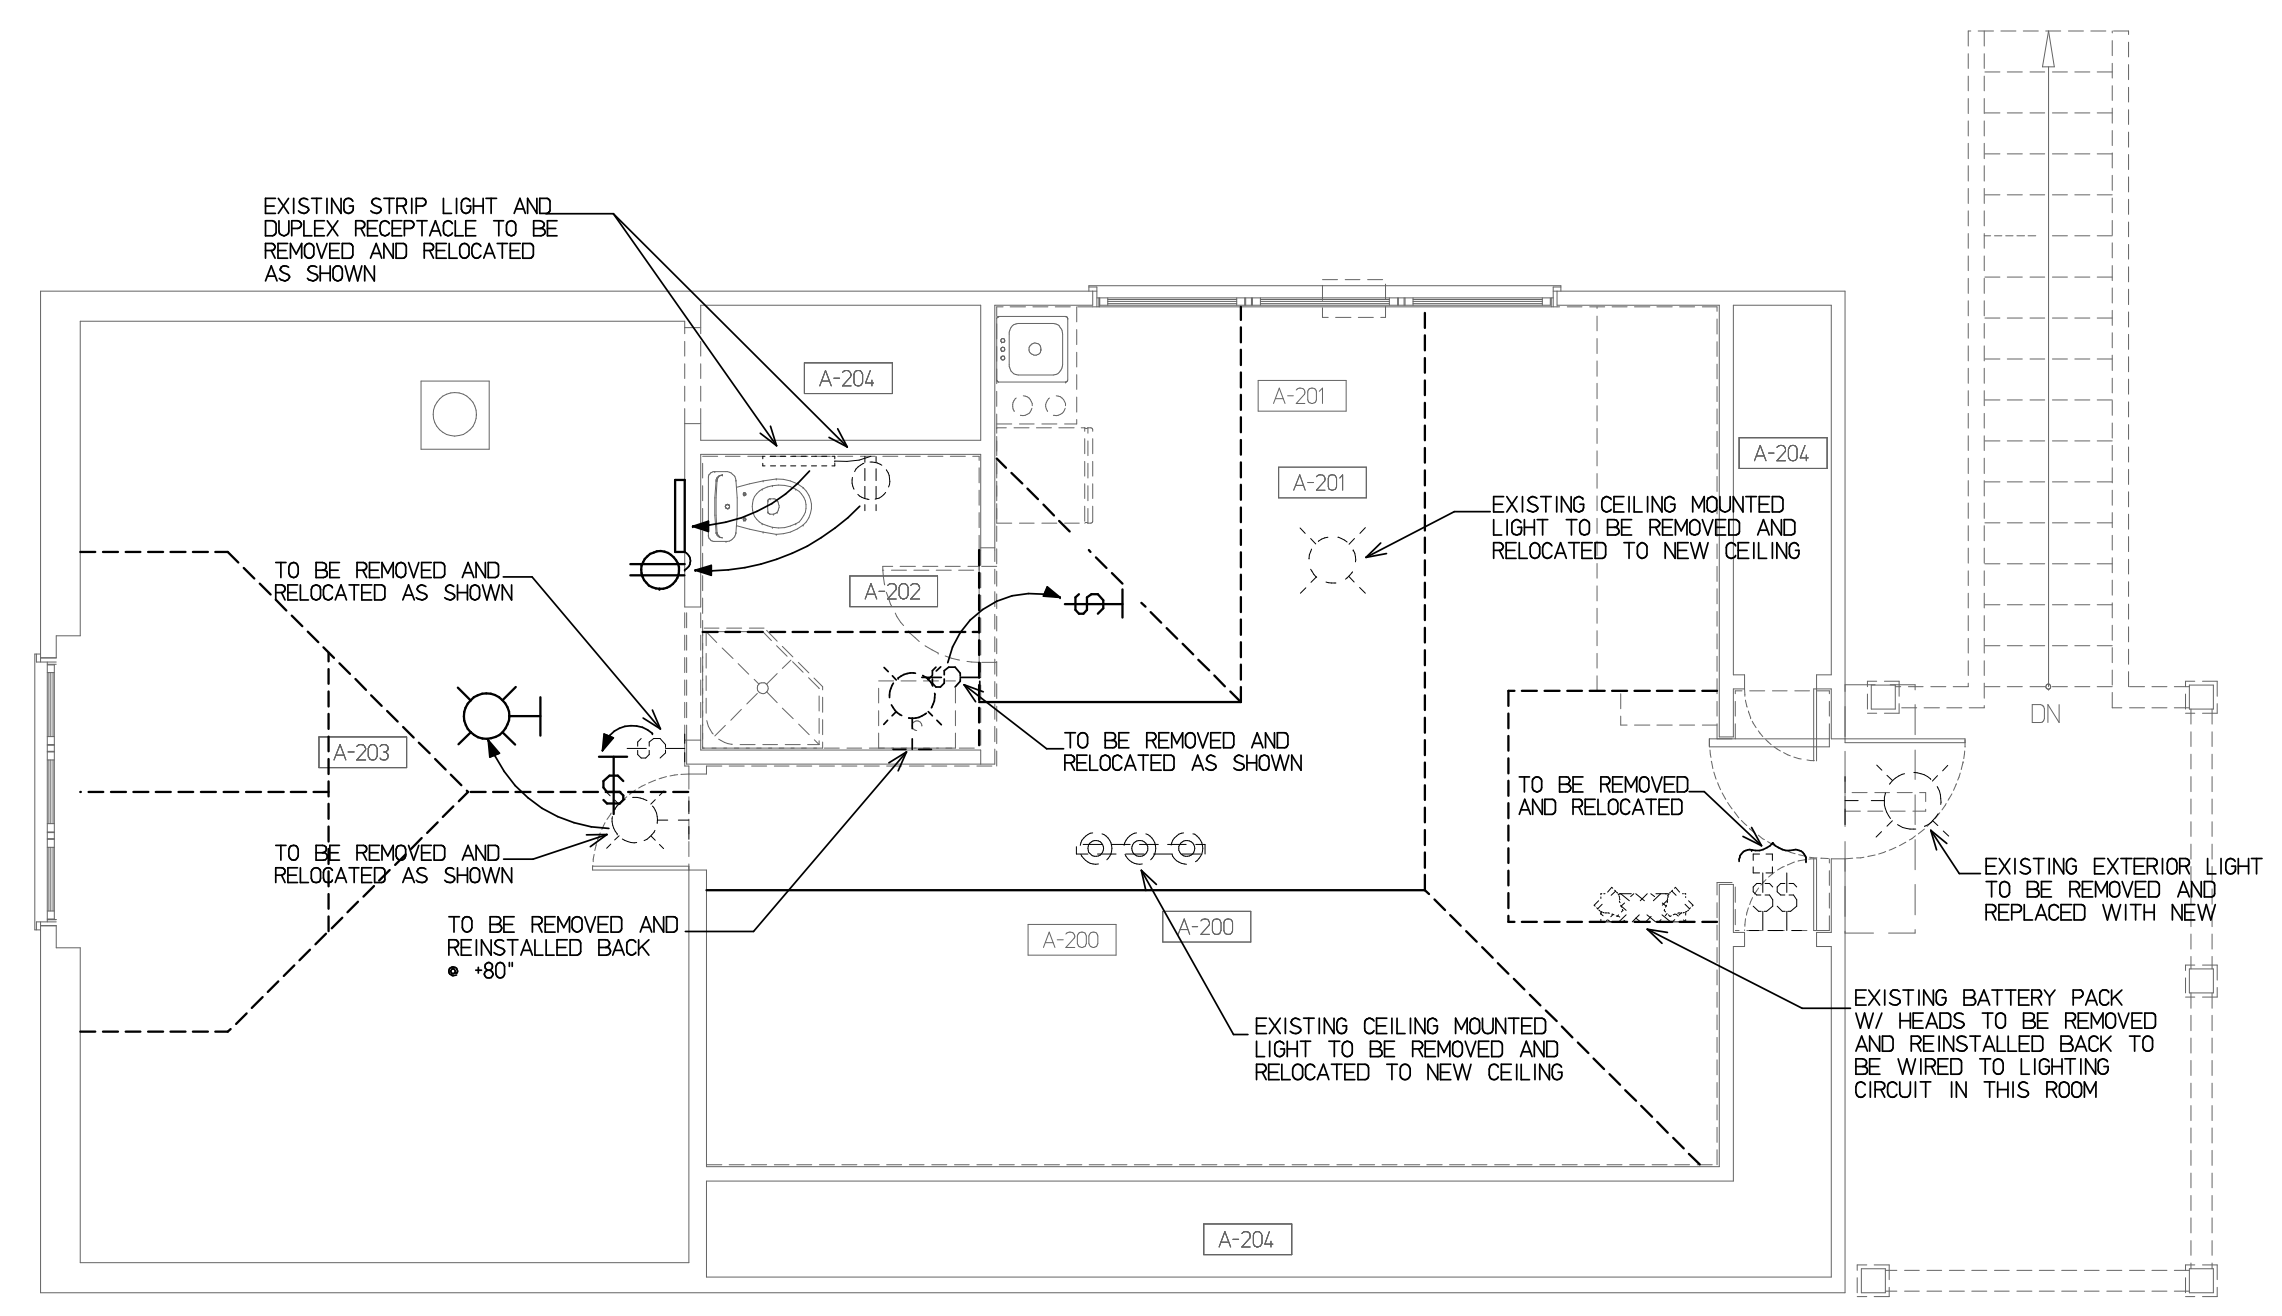 EXISTING STRIP LIGHT AND
DUPLEX RECEPTACLE TO BE
REMOVED AND RELOCATED
AS SHOWN
A-204
A-201
A-204
A-201
EXISTING CEILING MOUNTED
LIGHT TO BE REMOVED AND
RELOCATED TO NEW CEILING
TO BE REMOVED AND
RELOCATED AS SHOWN
A-202
$
$
DN
TO BE REMOVED AND
RELOCATED AS SHOWN
A-203
$
$
TO BE REMOVED
AND RELOCATED
TO BE REMOVED AND
RELOCATED AS SHOWN
EXISTING EXTERIOR LIGHT
TO BE REMOVED AND
REPLACED WITH NEW
$$
TO BE REMOVED AND
REINSTALLED BACK
@ +80"
A-200
A-200
EXISTING BATTERY PACK
W/ HEADS TO BE REMOVED
AND REINSTALLED BACK TO
BE WIRED TO LIGHTING
CIRCUIT IN THIS ROOM
EXISTING CEILING MOUNTED
LIGHT TO BE REMOVED AND
RELOCATED TO NEW CEILING
A-204